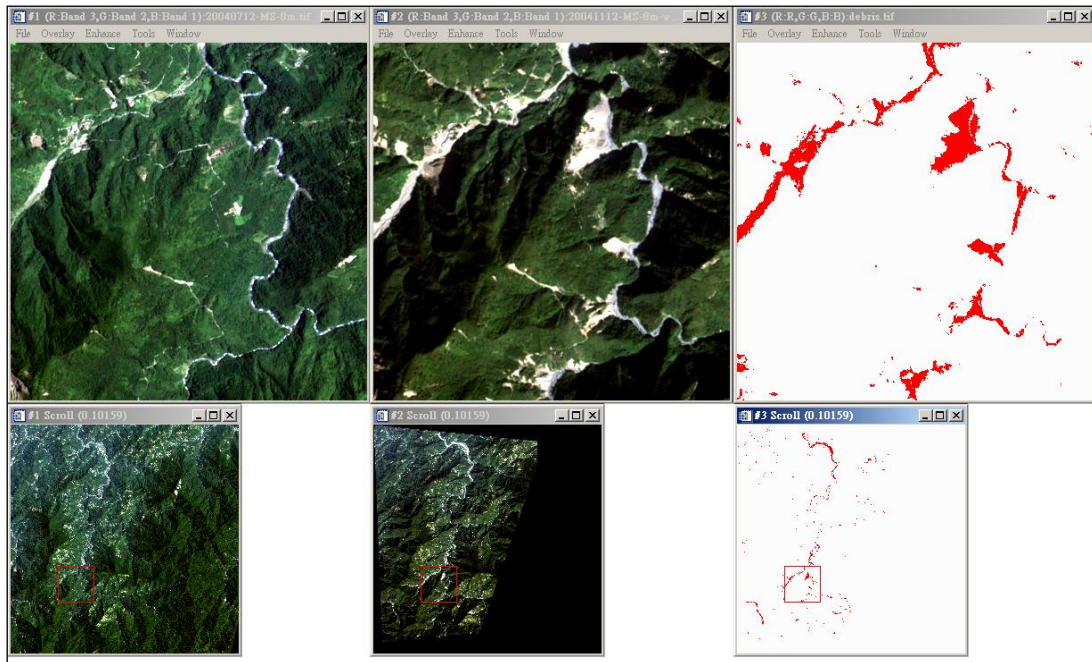 #1 (R:Band 3,G:Band 2,B:Band 1):20040712-MS-8m.tif
File Overlay Enhance Tools Window
#2 (R:Band 3,G:Band 2,B:Band 1):20041112-MS-8m-w
File Overlay Enhance Tools Window
#3 (R:R,G:G,B:B):debris.tif
File Overlay Enhance Tools Window
#1 Scroll (0.10159)
#2 Scroll (0.10159)
#3 Scroll (0.10159)